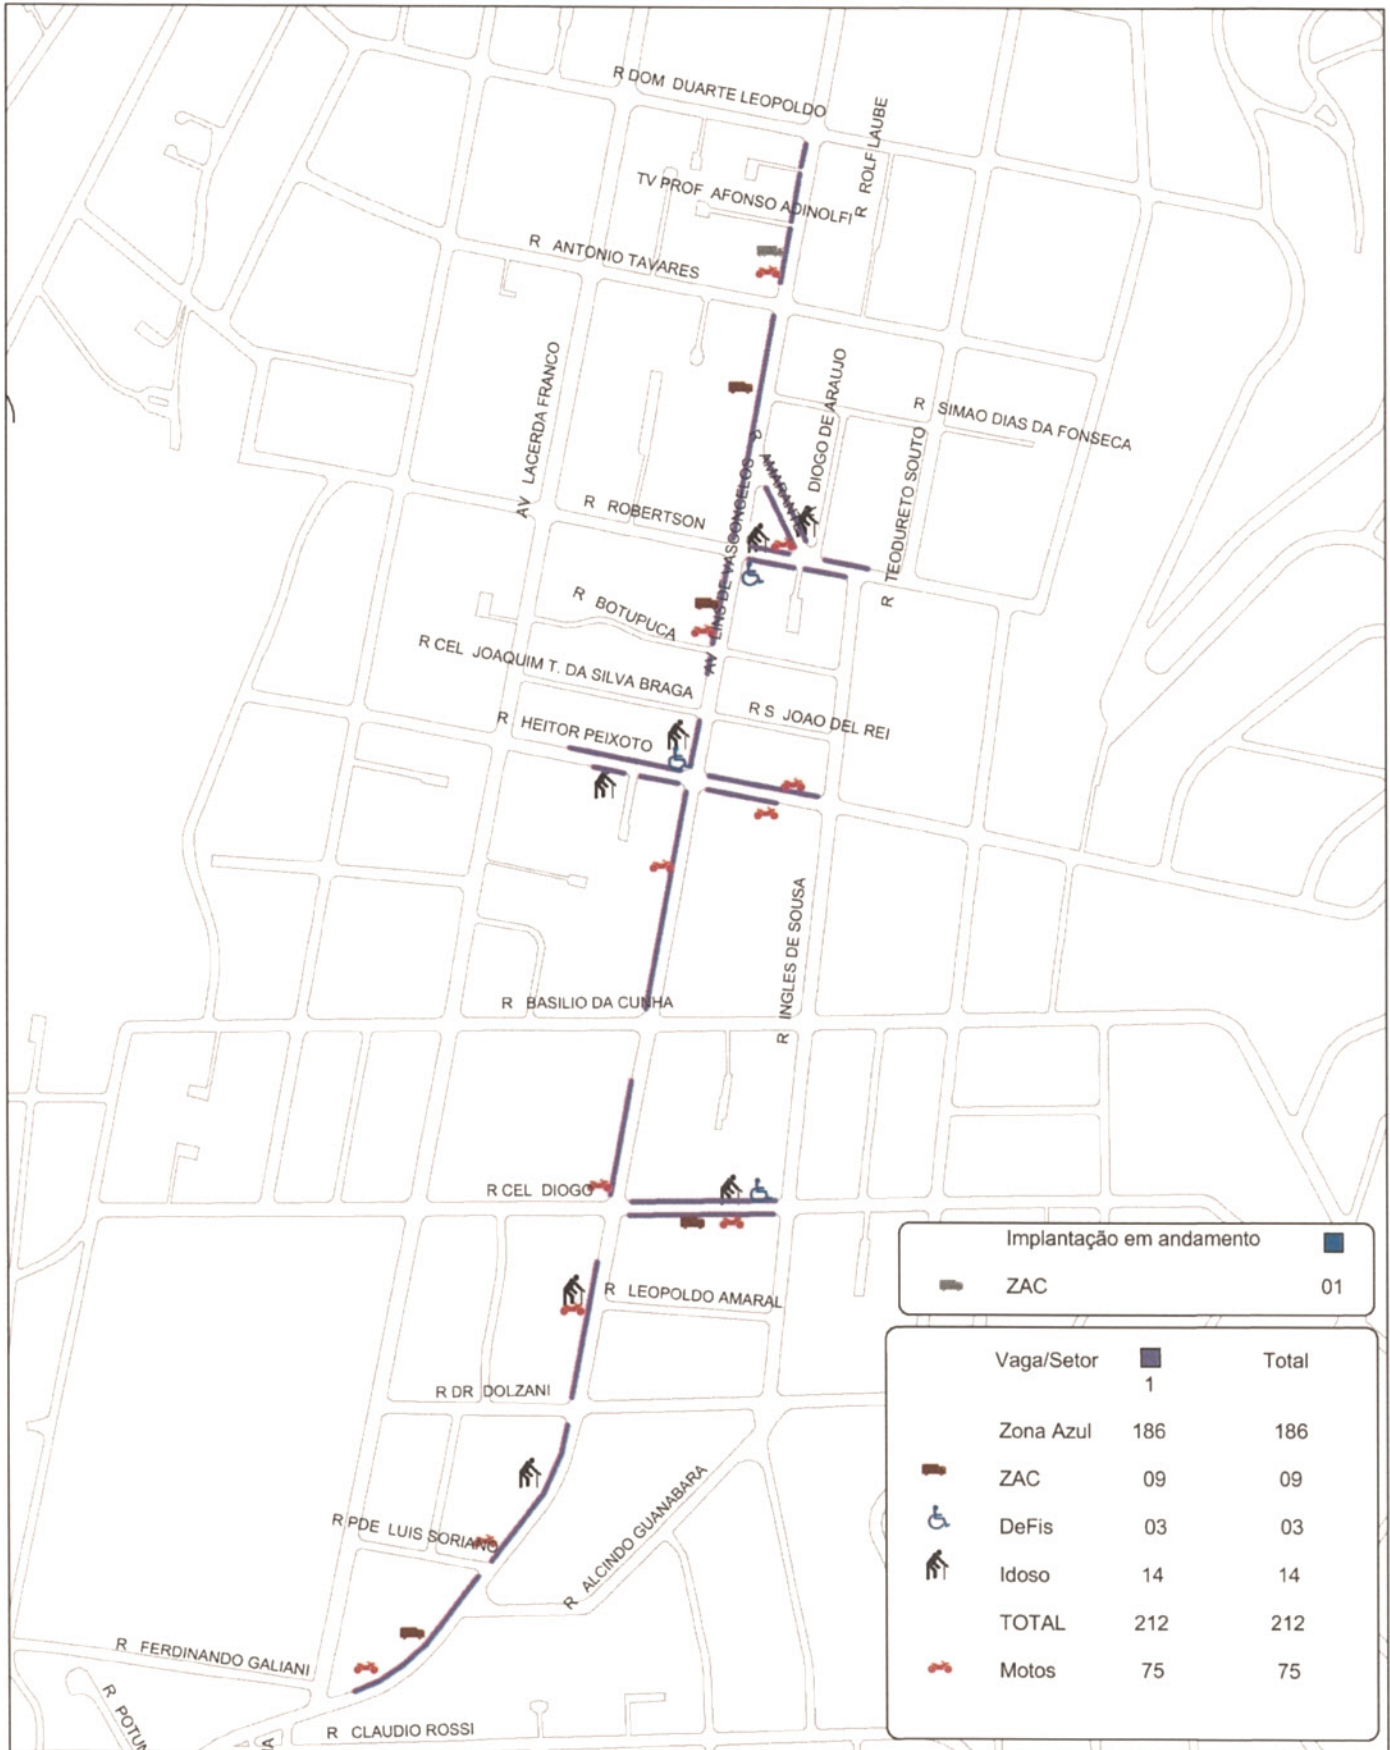 R DOM DUARTE LEOPOLDO
R ROLF LAUBE
TV PROF AFONSO ADINOLFI
R ANTONIO TAVARES
AV LACERDA FRANCO
DIOGO DE ARAUJO
R SIMAO DIAS DA FONSECA
R AMARANTE
R TEODURETO SOUTO
R ROBERTSON
AV LINS DE VASCONCELOS
R BOTUPUCA
R CEL JOAQUIM T. DA SILVA BRAGA
R S JOAO DEL REI
R HEITOR PEIXOTO
R INGLES DE SOUSA
R BASILIO DA CUNHA
R CEL DIOGO
R LEOPOLDO AMARAL
R DR DOLZANI
R PDE LUIS SORIANO
R ALCINDO GUANABARA
R FERDINANDO GALIANI
R CLAUDIO ROSSI
Implantação em andamento
ZAC 01
Vaga/Setor Total
1
Zona Azul 186 186
ZAC 09 09
DeFis 03 03
Idoso 14 14
TOTAL 212 212
Motos 75 75